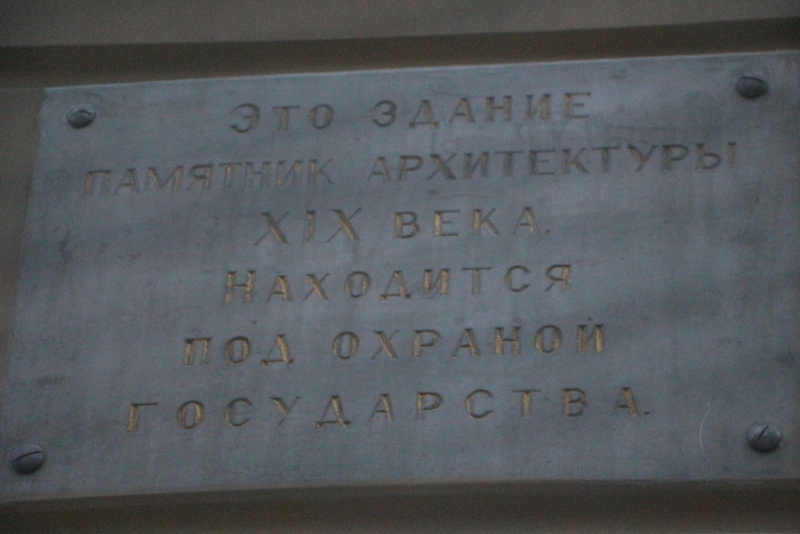 ЭТО ЗДАНИЕ
ПАМЯТНИК АРХИТЕКТУРЫ
XIX ВЕКА.
НАХОДИТСЯ
ПОД ОХРАНОЙ
ГОСУДАРСТВА.